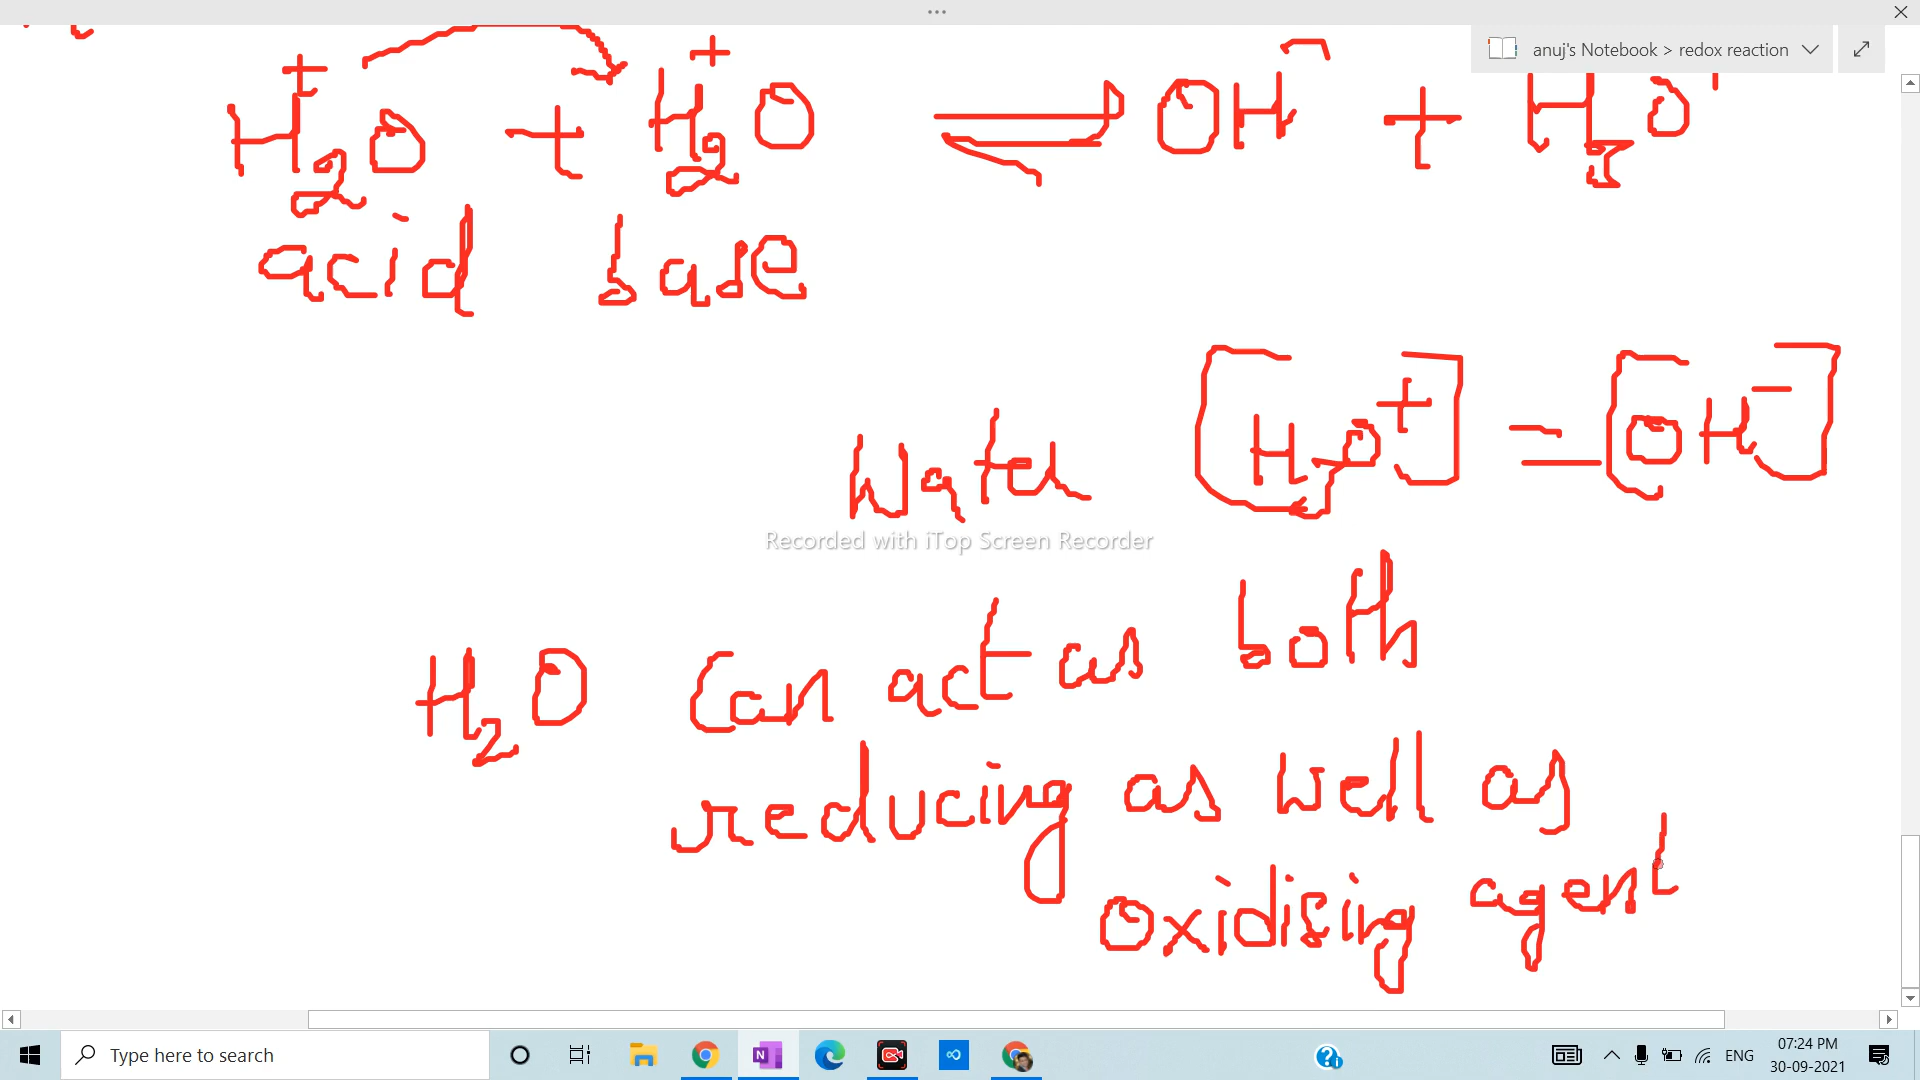 anuj's Notebook > redox reaction
H₂O + H₂O ⇌ OH⁻ + H₃O⁺
acid base
Water [H₃O⁺] = [OH⁻]
Recorded with iTop Screen Recorder
H₂O Can act as both
reducing as well as
oxidising agent
Type here to search
ENG
07:24 PM
30-09-2021